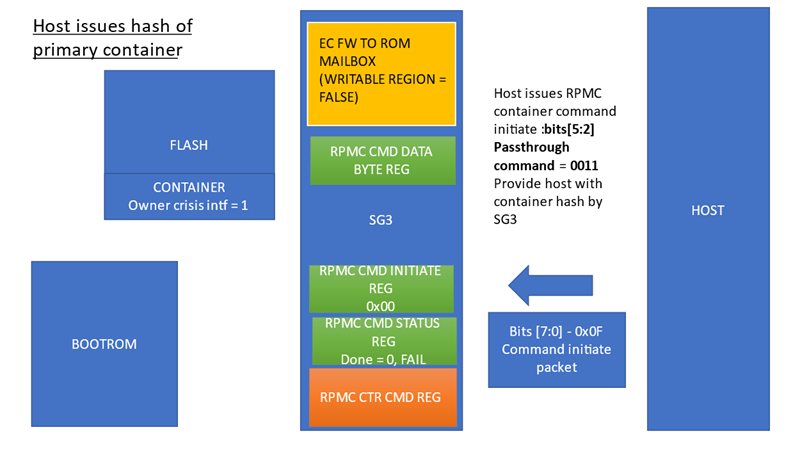 Host issues hash of
primary container
EC FW TO ROM
MAILBOX
(WRITABLE REGION =
FALSE)
FLASH
CONTAINER
Owner crisis intf = 1
RPMC CMD DATA
BYTE REG
SG3
Host issues RPMC
container command
initiate :bits[5:2]
Passthrough
command = 0011
Provide host with
container hash by
SG3
HOST
BOOTROM
RPMC CMD INITIATE
REG
0x00
RPMC CMD STATUS
REG
Done = 0, FAIL
RPMC CTR CMD REG
Bits [7:0] - 0x0F
Command initiate
packet